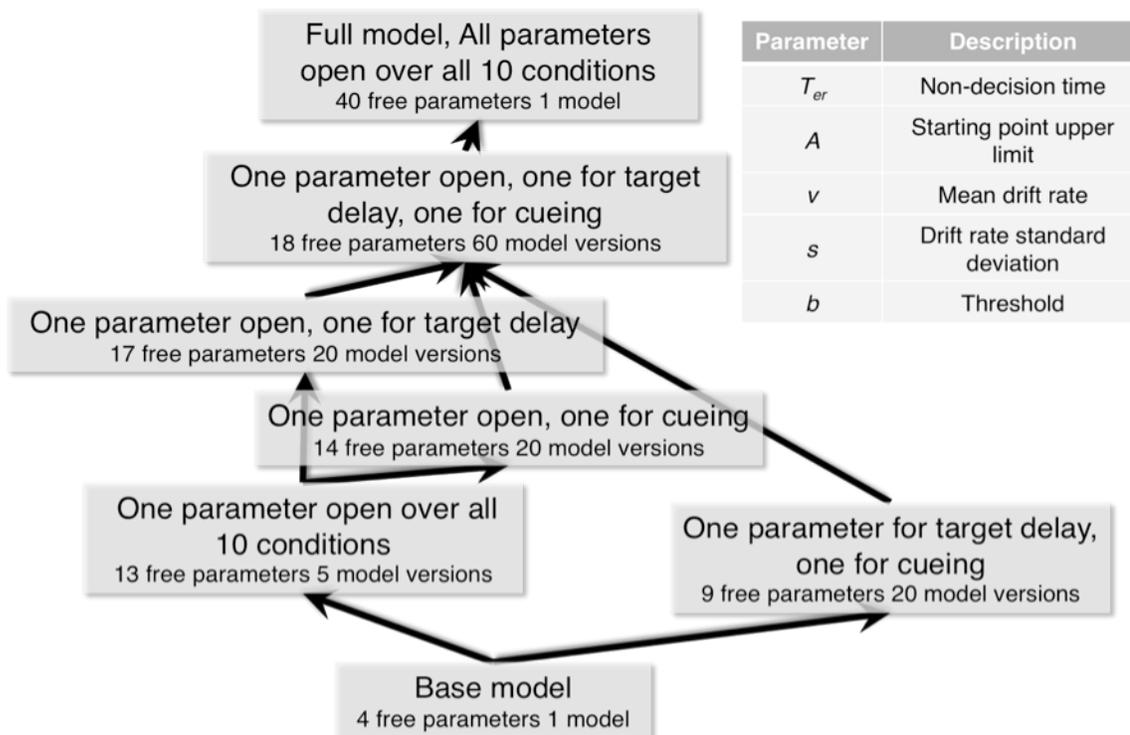 Full model, All parameters
open over all 10 conditions
40 free parameters 1 model
One parameter open, one for target
delay, one for cueing
18 free parameters 60 model versions
One parameter open, one for target delay
17 free parameters 20 model versions
One parameter open, one for cueing
14 free parameters 20 model versions
One parameter open over all
10 conditions
13 free parameters 5 model versions
One parameter for target delay,
one for cueing
9 free parameters 20 model versions
Base model
4 free parameters 1 model
Parameter Description
Ter Non-decision time
A Starting point upper
limit
v Mean drift rate
s Drift rate standard
deviation
b Threshold